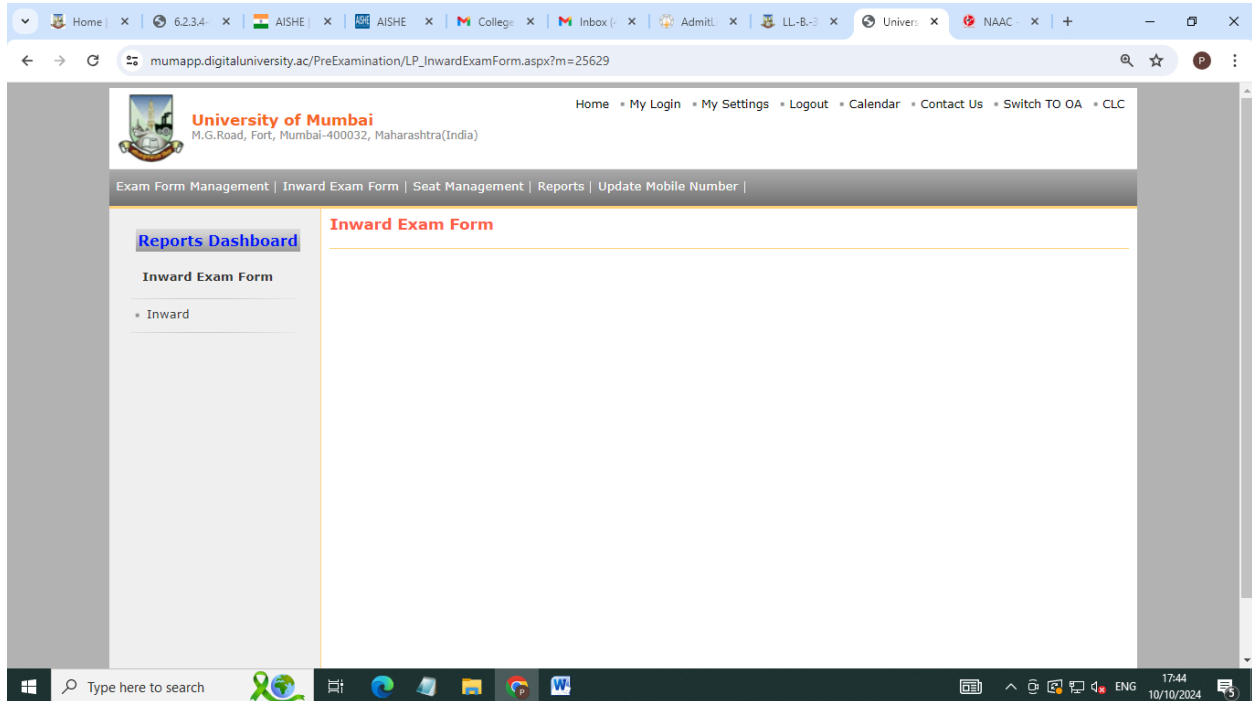 Home | 6.2.3.4- AISHE | AISHE College Inbox ( AdmitL LL.-B.-3 Univers NAAC -
mumapp.digitaluniversity.ac/PreExamination/LP_InwardExamForm.aspx?m=25629
P
Home My Login My Settings Logout Calendar Contact Us Switch TO OA CLC
University of Mumbai
M.G.Road, Fort, Mumbai-400032, Maharashtra(India)
Exam Form Management | Inward Exam Form | Seat Management | Reports | Update Mobile Number |
Inward Exam Form
Reports Dashboard
Inward Exam Form
Inward
Type here to search
ENG
17:44
10/10/2024
5